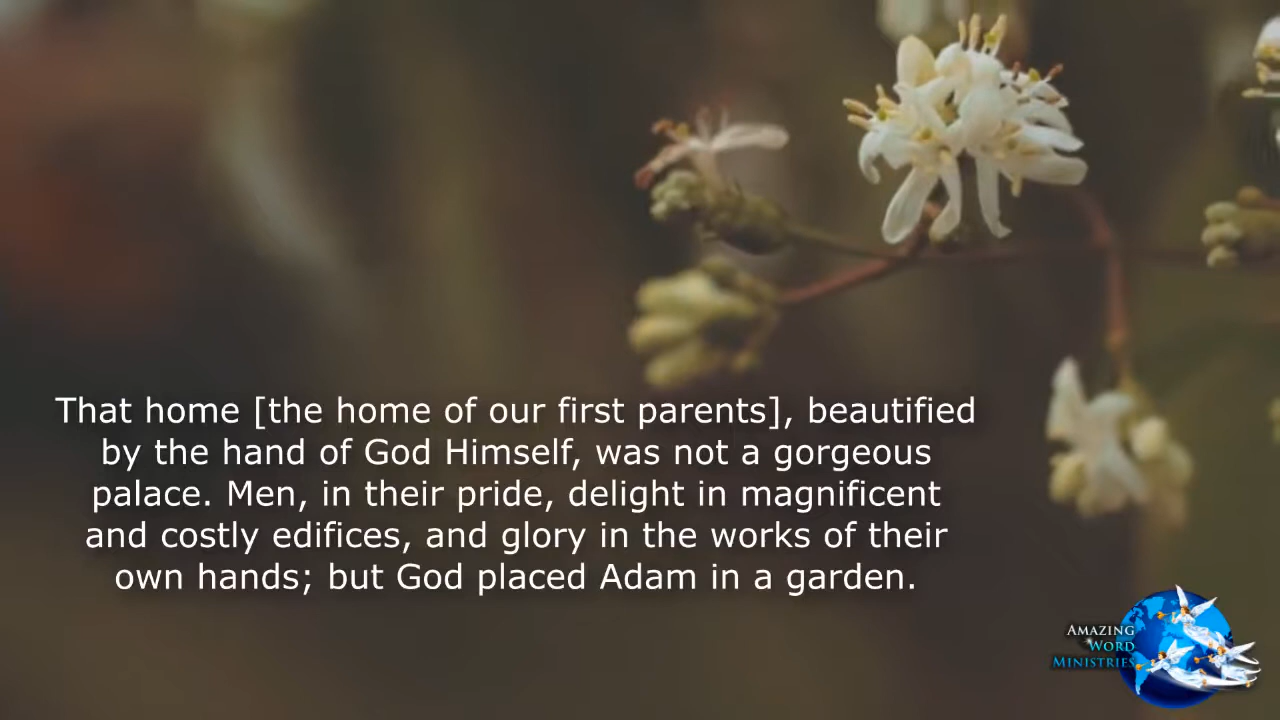 That home [the home of our first parents], beautified
by the hand of God Himself, was not a gorgeous
palace. Men, in their pride, delight in magnificent
and costly edifices, and glory in the works of their
own hands; but God placed Adam in a garden.
Amazing
Word
Ministries